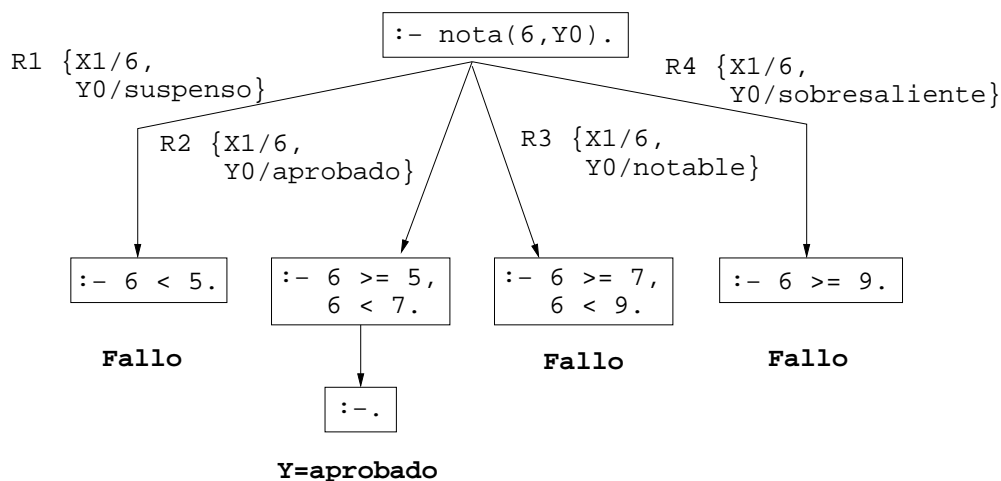 :- nota(6,Y0).
R1 {X1/6,
Y0/suspenso}
R2 {X1/6,
Y0/aprobado}
R3 {X1/6,
Y0/notable}
R4 {X1/6,
Y0/sobresaliente}
:- 6 < 5.
:- 6 >= 5,
6 < 7.
:- 6 >= 7,
6 < 9.
:- 6 >= 9.
Fallo
Fallo
Fallo
:-.
Y=aprobado